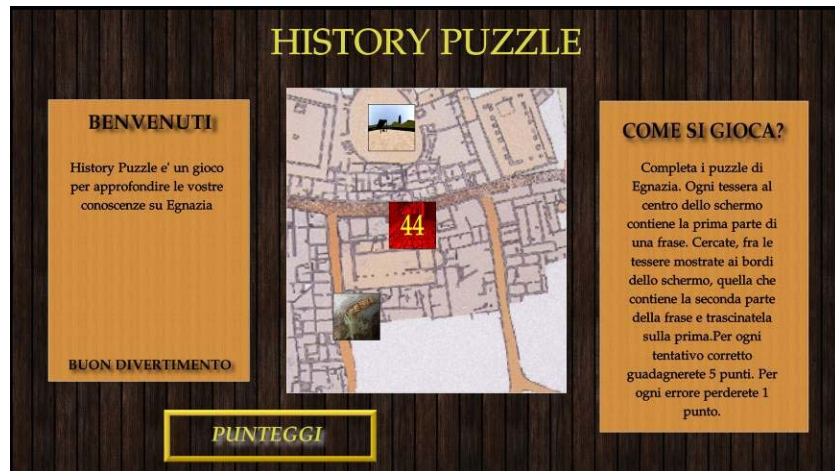 HISTORY PUZZLE
BENVENUTI
History Puzzle e' un gioco
per approfondire le vostre
conoscenze su Egnazia
BUON DIVERTIMENTO
44
COME SI GIOCA?
Completa i puzzle di
Egnazia. Ogni tessera al
centro dello schermo
contiene la prima parte di
una frase. Cercate, fra le
tessere mostrate ai bordi
dello schermo, quella che
contiene la seconda parte
della frase e trascinatela
sulla prima.Per ogni
tentativo corretto
guadagnerete 5 punti. Per
ogni errore perderete 1
punto.
PUNTEGGI